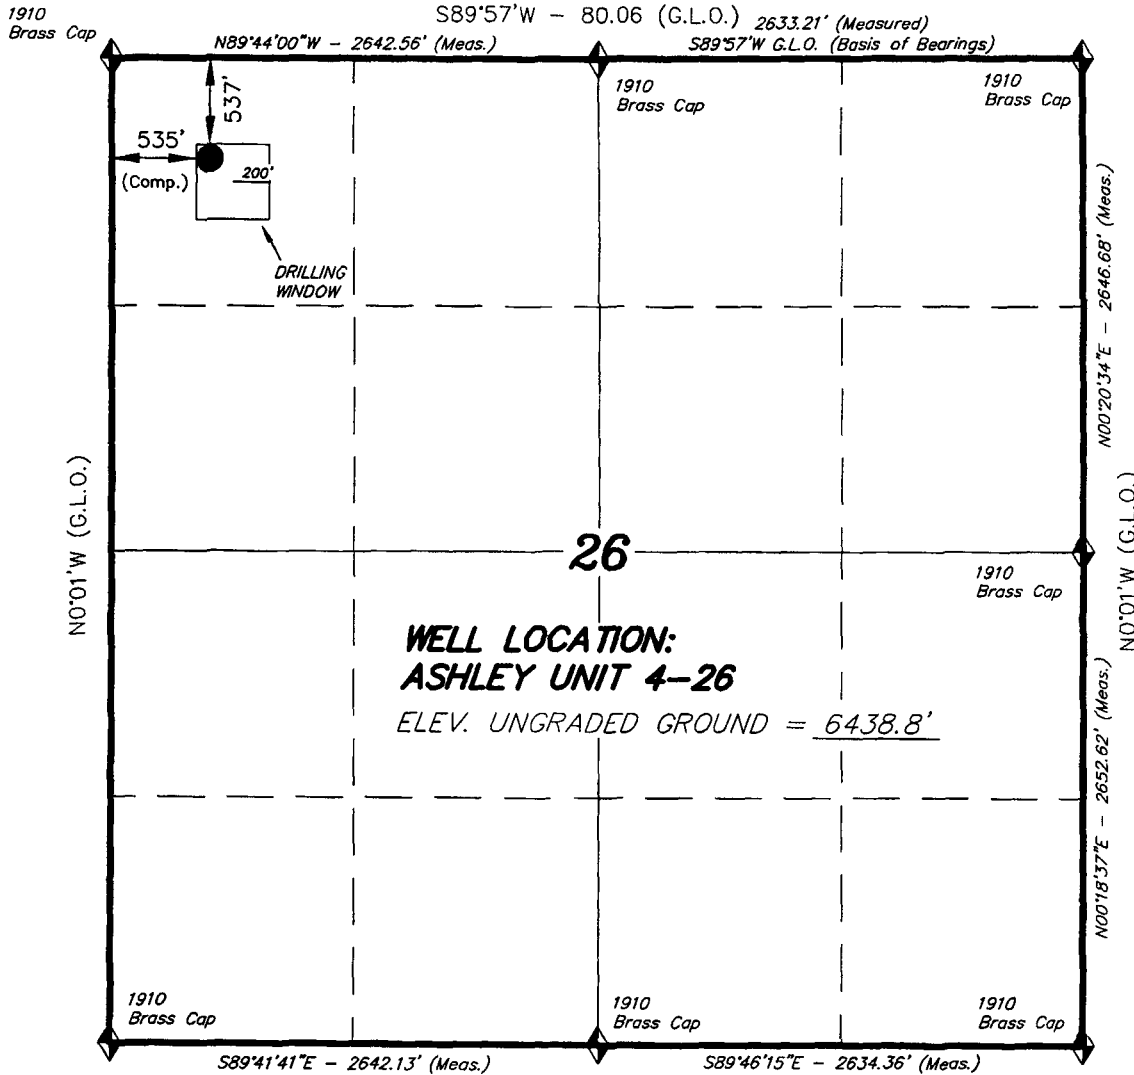 1910
Brass Cap
S89°57'W - 80.06 (G.L.O.)
2633.21' (Measured)
N89°44'00"W - 2642.56' (Meas.)
S89°57'W G.L.O. (Basis of Bearings)
1910
Brass Cap
1910
Brass Cap
537'
535'
(Comp.)
200'
DRILLING
WINDOW
N00°20'34"E - 2646.68' (Meas.)
N0°01'W (G.L.O.)
N0°01'W (G.L.O.)
26
1910
Brass Cap
WELL LOCATION:
ASHLEY UNIT 4-26
ELEV. UNGRADED GROUND = 6438.8'
N00°18'37"E - 2652.62' (Meas.)
1910
Brass Cap
1910
Brass Cap
1910
Brass Cap
S89°41'41"E - 2642.13' (Meas.)
S89°46'15"E - 2634.36' (Meas.)